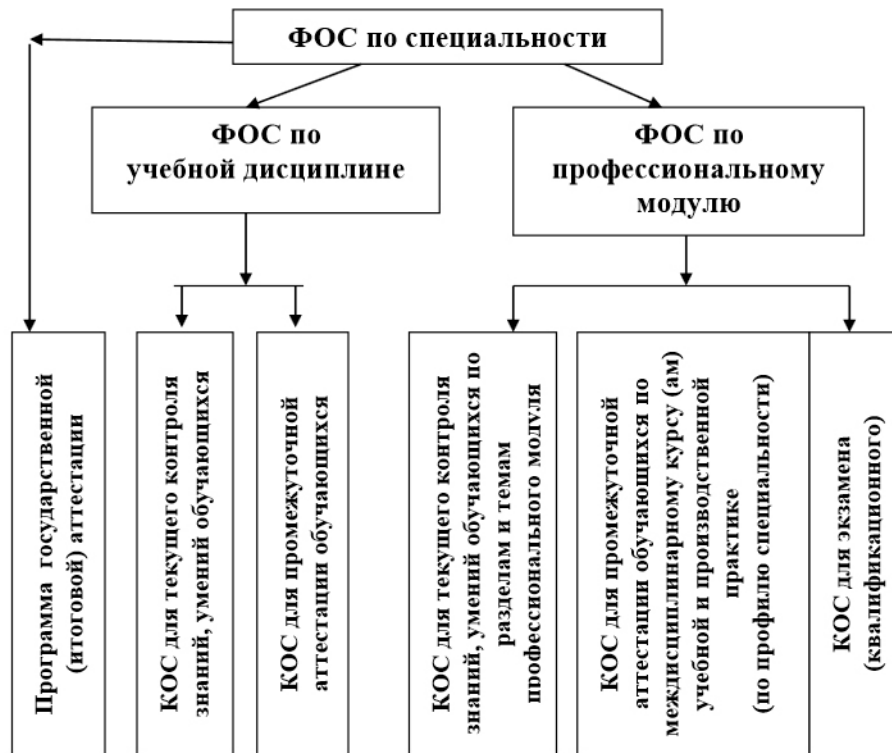 ФОС по специальности
ФОС по
учебной дисциплине
ФОС по
профессиональному
модулю
Программа государственной
(итоговой) аттестации
КОС для текущего контроля
знаний, умений обучающихся
КОС для промежуточной
аттестации обучающихся
КОС для текущего контроля
знаний, умений обучающихся по
разделам и темам
профессионального модуля
КОС для промежуточной
аттестации обучающихся по
междисциплинарному курсу (ам)
учебной и производственной
практике
(по профилю специальности)
КОС для экзамена
(квалификационного)